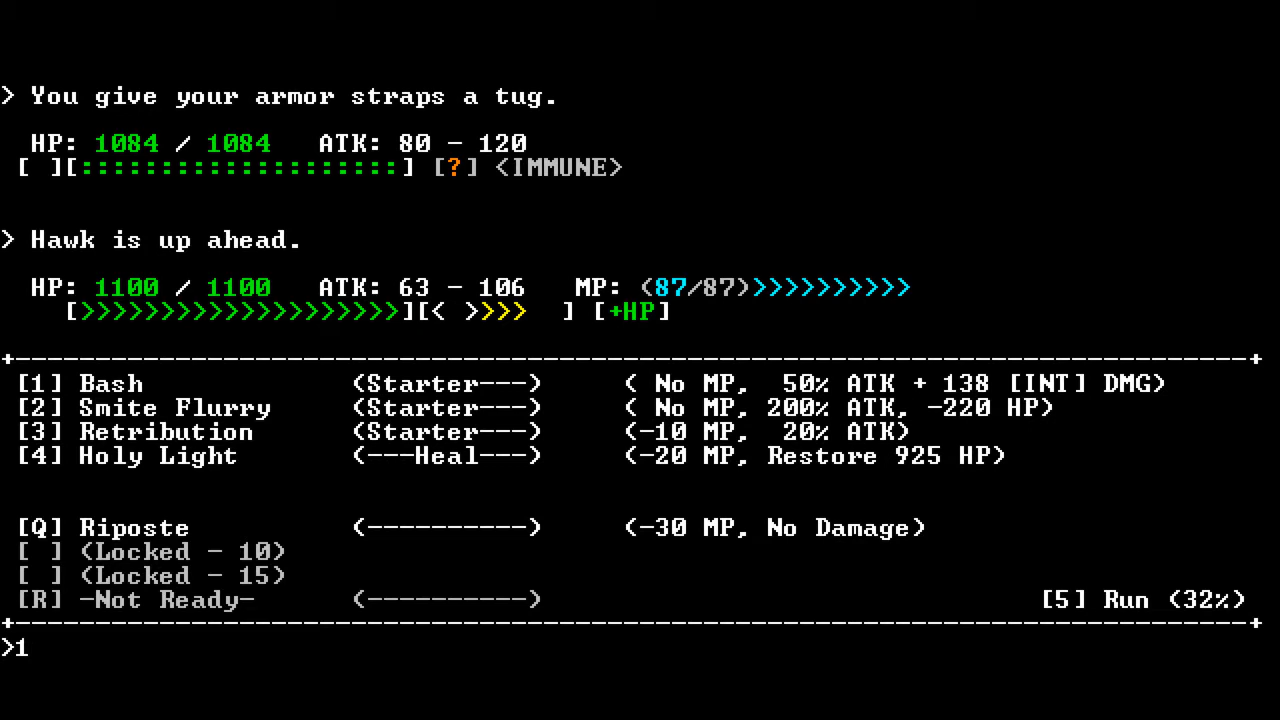 > You give your armor straps a tug.
HP: 1084 / 1084 ATK: 80 - 120
[ ][::::::::::::::::::::] [?] <IMMUNE>
> Hawk is up ahead.
HP: 1100 / 1100 ATK: 63 - 106 MP: (87/87)>>>>>>>>>>
[>>>>>>>>>>>>>>>>>>>>][< >>>> ] [+HP]
+------------------------------------------------------------------------------+
[1] Bash (Starter---) ( No MP, 50% ATK + 138 [INT] DMG)
[2] Smite Flurry (Starter---) ( No MP, 200% ATK, -220 HP)
[3] Retribution (Starter---) (-10 MP, 20% ATK)
[4] Holy Light (---Heal---) (-20 MP, Restore 925 HP)
[Q] Riposte (----------) (-30 MP, No Damage)
[ ] (Locked - 10)
[ ] (Locked - 15)
[R] -Not Ready- (----------) [5] Run (32%)
+------------------------------------------------------------------------------+
>1